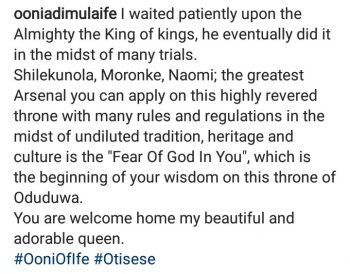 ooniadimulaife I waited patiently upon the
Almighty the King of kings, he eventually did it
in the midst of many trials.
Shilekunola, Moronke, Naomi; the greatest
Arsenal you can apply on this highly revered
throne with many rules and regulations in the
midst of undiluted tradition, heritage and
culture is the "Fear Of God In You", which is
the beginning of your wisdom on this throne of
Oduduwa.
You are welcome home my beautiful and
adorable queen.
#OoniOfIfe #Otisese